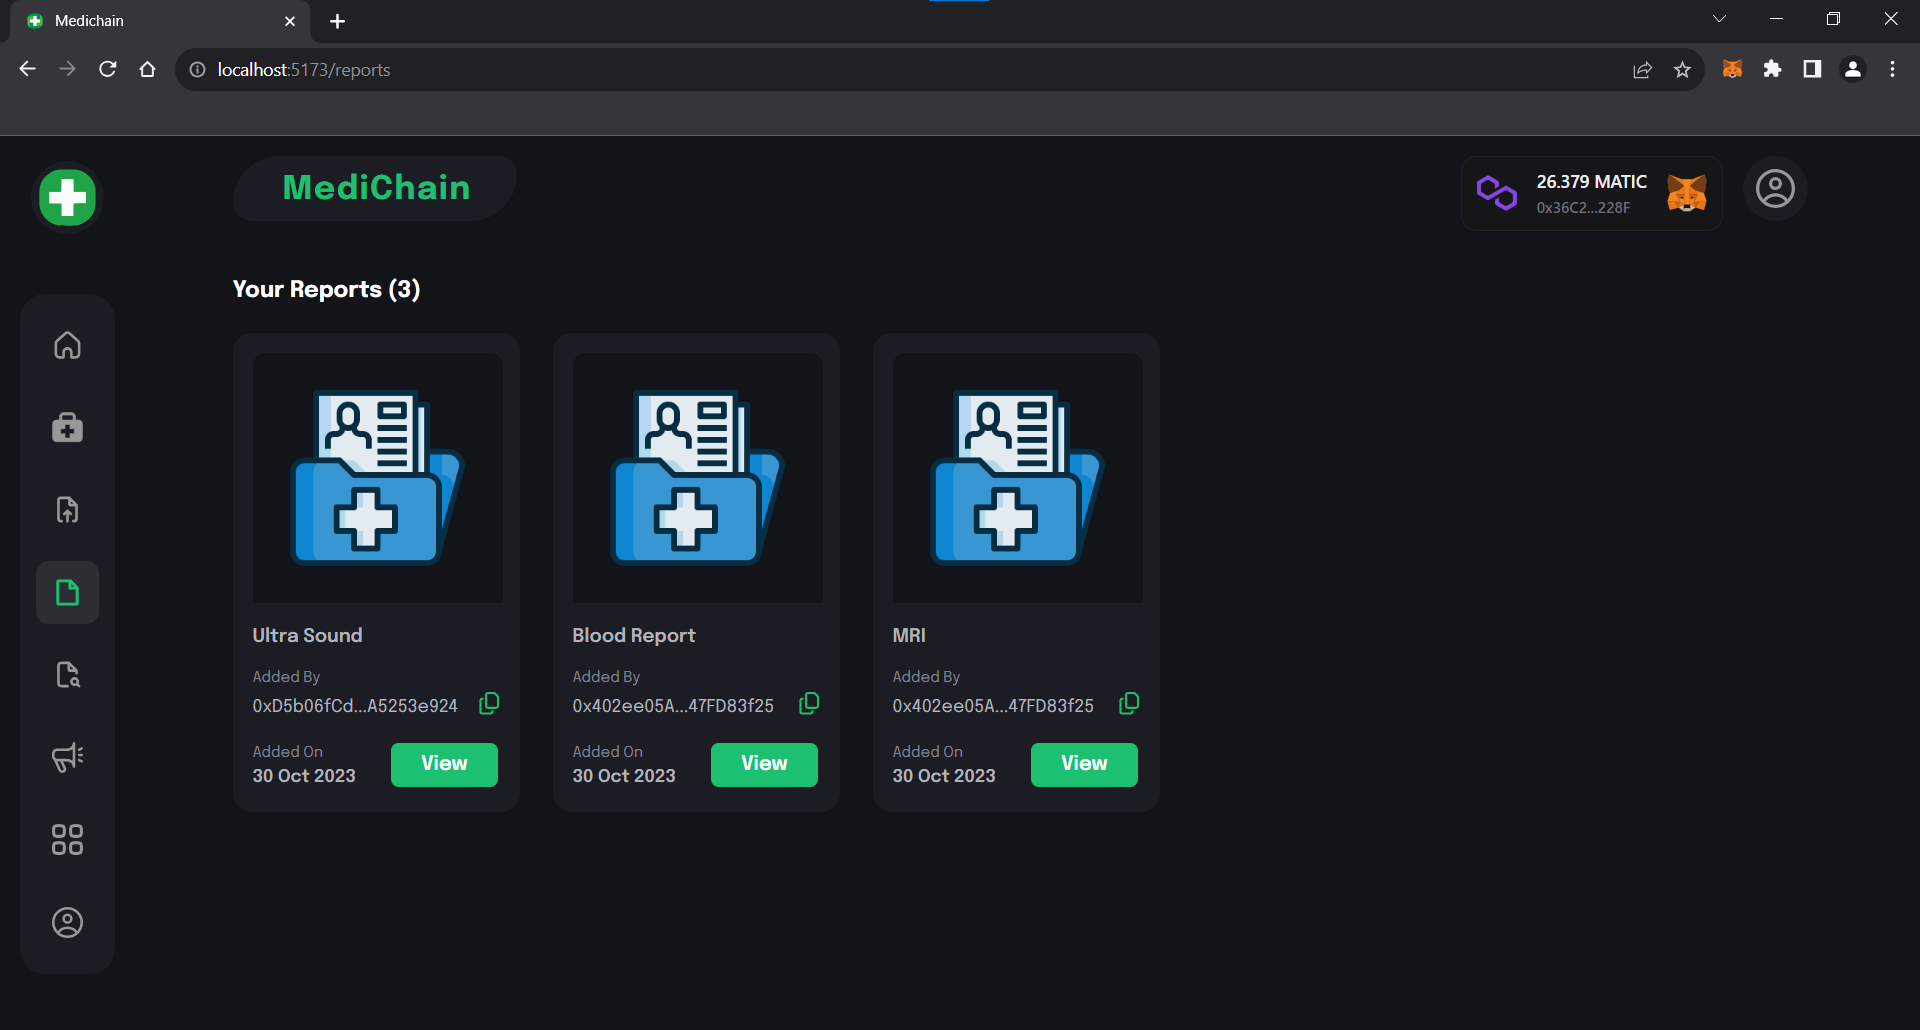 Medichain
localhost:5173/reports
MediChain
26.379 MATIC
0x36C2...228F
Your Reports (3)
Ultra Sound
Added By
0xD5b06fCd...A5253e924
Added On
30 Oct 2023
View
Blood Report
Added By
0x402ee05A...47FD83f25
Added On
30 Oct 2023
View
MRI
Added By
0x402ee05A...47FD83f25
Added On
30 Oct 2023
View